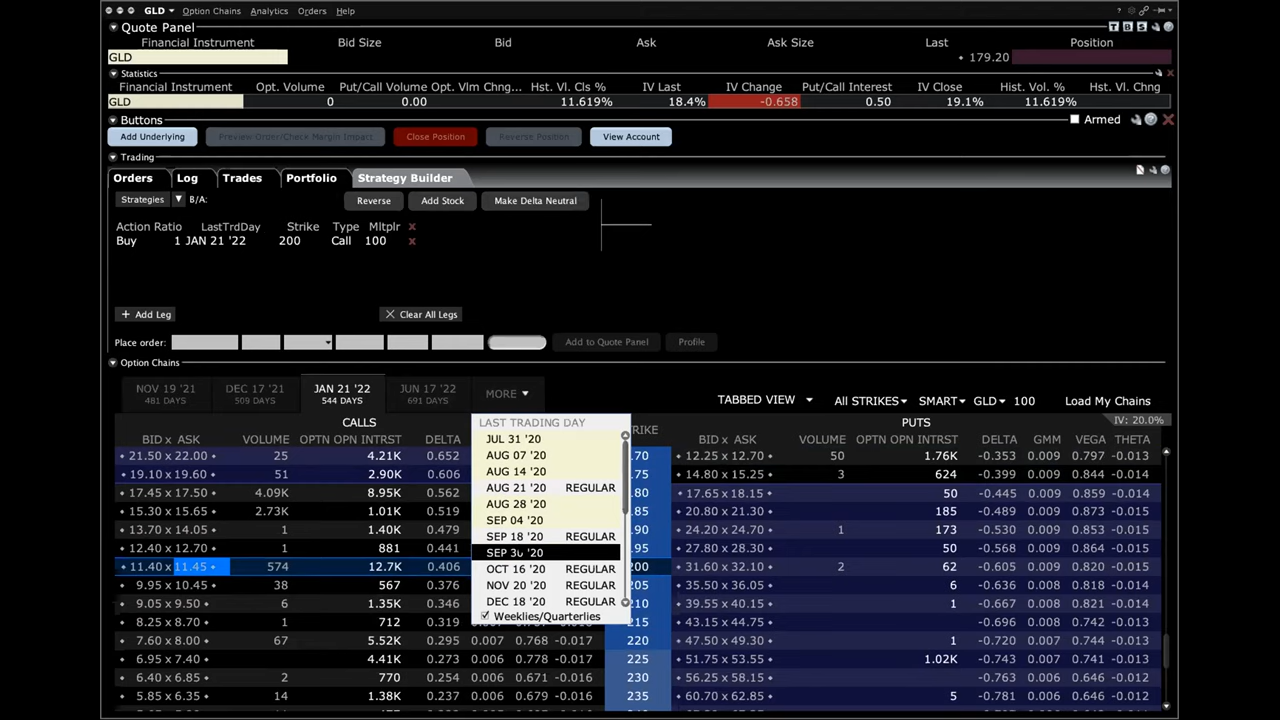 GLD Option Chains Analytics Orders Help
Quote Panel T B S
Financial Instrument Bid Size Bid Ask Ask Size Last Position
GLD 179.20
Statistics
Financial Instrument Opt. Volume Put/Call Volume Opt. Vlm Chng... Hst. Vl. Cls % IV Last IV Change Put/Call Interest IV Close Hist. Vol. % Hst. Vl. Chng
GLD 0 0.00 11.619% 18.4% -0.658 0.50 19.1% 11.619%
Buttons Armed
Add Underlying Preview Order/Check Margin Impact Close Position Reverse Position View Account
Trading
Orders Log Trades Portfolio Strategy Builder
Strategies B/A: Reverse Add Stock Make Delta Neutral
Action Ratio LastTrdDay Strike Type Mltplr
Buy 1 JAN 21 '22 200 Call 100
+ Add Leg Clear All Legs
Place order: Add to Quote Panel Profile
Option Chains
NOV 19 '21 DEC 17 '21 JAN 21 '22 JUN 17 '22 MORE
481 DAYS 509 DAYS 544 DAYS 691 DAYS
TABBED VIEW All STRIKES SMART GLD 100 Load My Chains
CALLS PUTS IV: 20.0%
BID x ASK VOLUME OPTN OPN INTRST DELTA
21.50 x 22.00 25 4.21K 0.652
19.10 x 19.60 51 2.90K 0.606
17.45 x 17.50 4.09K 8.95K 0.562
15.30 x 15.65 2.73K 1.01K 0.519
13.70 x 14.05 1 1.40K 0.479
12.40 x 12.70 1 881 0.441
11.40 x 11.45 574 12.7K 0.406
9.95 x 10.45 38 567 0.376
9.05 x 9.50 6 1.35K 0.346
8.25 x 8.70 1 712 0.319
7.60 x 8.00 67 5.52K 0.295 0.007 0.768 -0.017
6.95 x 7.40 4.41K 0.273 0.006 0.778 -0.017
6.40 x 6.85 2 770 0.254 0.006 0.671 -0.016
5.85 x 6.35 14 1.38K 0.236 0.006 0.679 -0.016
LAST TRADING DAY
JUL 31 '20
AUG 07 '20
AUG 14 '20
AUG 21 '20 REGULAR
AUG 28 '20
SEP 04 '20
SEP 18 '20 REGULAR
SEP 30 '20
OCT 16 '20 REGULAR
NOV 20 '20 REGULAR
DEC 18 '20 REGULAR
Weeklies/Quarterlies
RIKE
70
75
80
85
90
95
00
05
10
215
220
225
230
235
BID x ASK VOLUME OPTN OPN INTRST DELTA GMM VEGA THETA
12.25 x 12.70 50 1.76K -0.353 0.009 0.797 -0.013
14.80 x 15.25 3 624 -0.399 0.009 0.844 -0.014
17.65 x 18.15 50 -0.445 0.009 0.859 -0.014
20.80 x 21.30 185 -0.489 0.009 0.873 -0.014
24.20 x 24.70 1 173 -0.530 0.009 0.833 -0.014
27.80 x 28.30 50 -0.568 0.009 0.864 -0.014
31.60 x 32.10 2 62 -0.605 0.009 0.820 -0.014
35.50 x 36.05 6 -0.636 0.008 0.814 -0.014
39.55 x 40.15 1 -0.667 0.008 0.821 -0.014
43.15 x 44.75 -0.696 0.008 0.742 -0.014
47.50 x 49.30 1 -0.720 0.007 0.744 -0.013
51.75 x 53.55 1.02K -0.743 0.007 0.744 -0.013
56.25 x 58.15 -0.763 0.006 0.646 -0.012
60.70 x 62.85 5 -0.781 0.006 0.646 -0.012